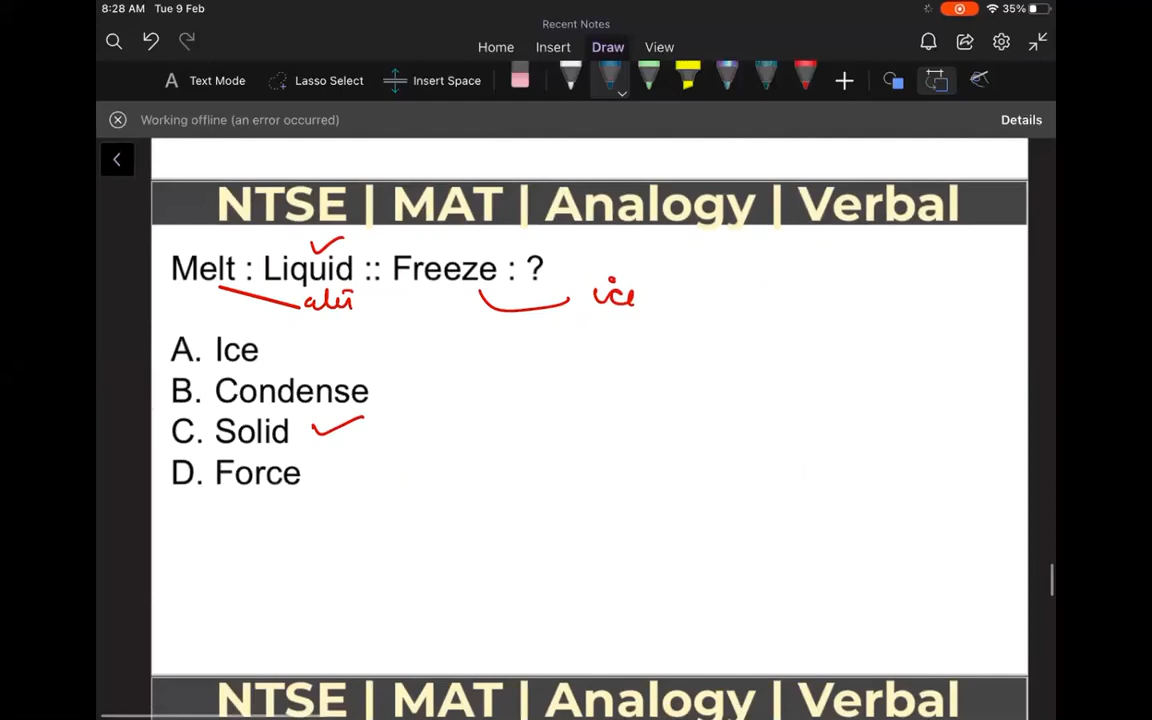 8:28 AM Tue 9 Feb
35%
Recent Notes
Home Insert Draw View
Text Mode Lasso Select Insert Space
Working offline (an error occurred) Details
NTSE | MAT | Analogy | Verbal
Melt : Liquid :: Freeze : ?
ice
A. Ice
B. Condense
C. Solid
D. Force
NTSE | MAT | Analogy | Verbal